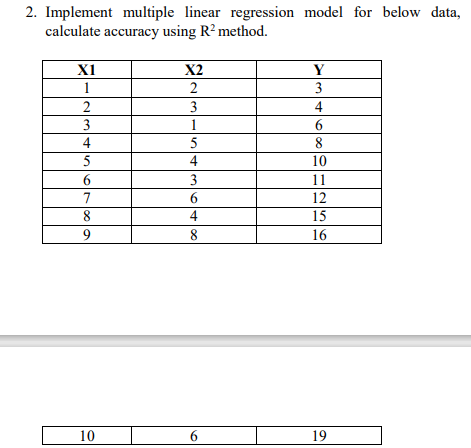 2. Implement multiple linear regression model for below data,
calculate accuracy using R² method.
X1 X2 Y
1 2 3
2 3 4
3 1 6
4 5 8
5 4 10
6 3 11
7 6 12
8 4 15
9 8 16
10 6 19